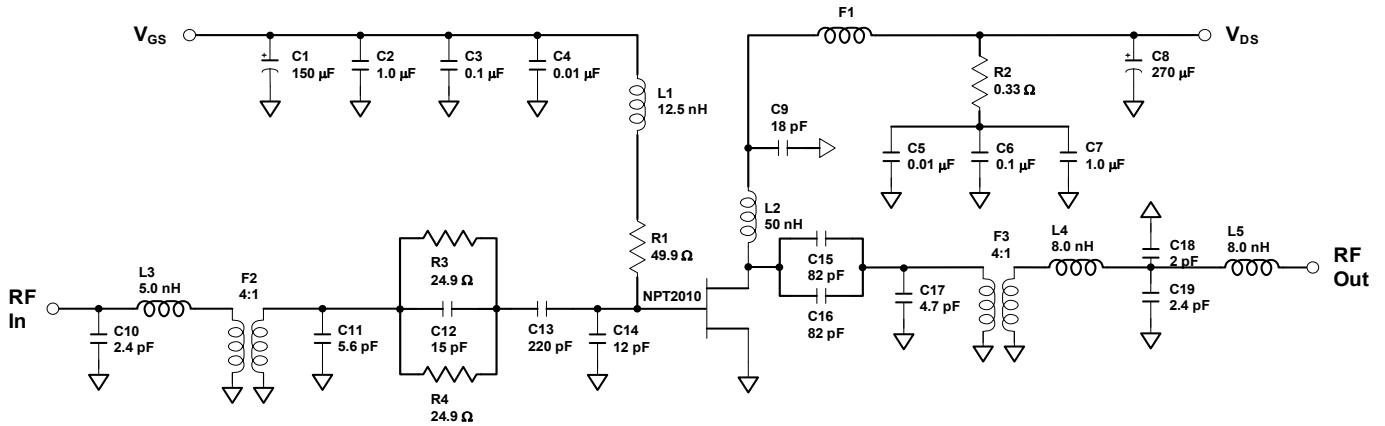 V_GS
C1
150 µF
C2
1.0 µF
C3
0.1 µF
C4
0.01 µF
L1
12.5 nH
F1
V_DS
R2
0.33 Ω
C8
270 µF
C9
18 pF
C5
0.01 µF
C6
0.1 µF
C7
1.0 µF
L2
50 nH
R1
49.9 Ω
RF
In
C10
2.4 pF
L3
5.0 nH
F2
4:1
C11
5.6 pF
R3
24.9 Ω
C12
15 pF
R4
24.9 Ω
C13
220 pF
C14
12 pF
NPT2010
C15
82 pF
C16
82 pF
C17
4.7 pF
F3
4:1
L4
8.0 nH
C18
2 pF
C19
2.4 pF
L5
8.0 nH
RF
Out